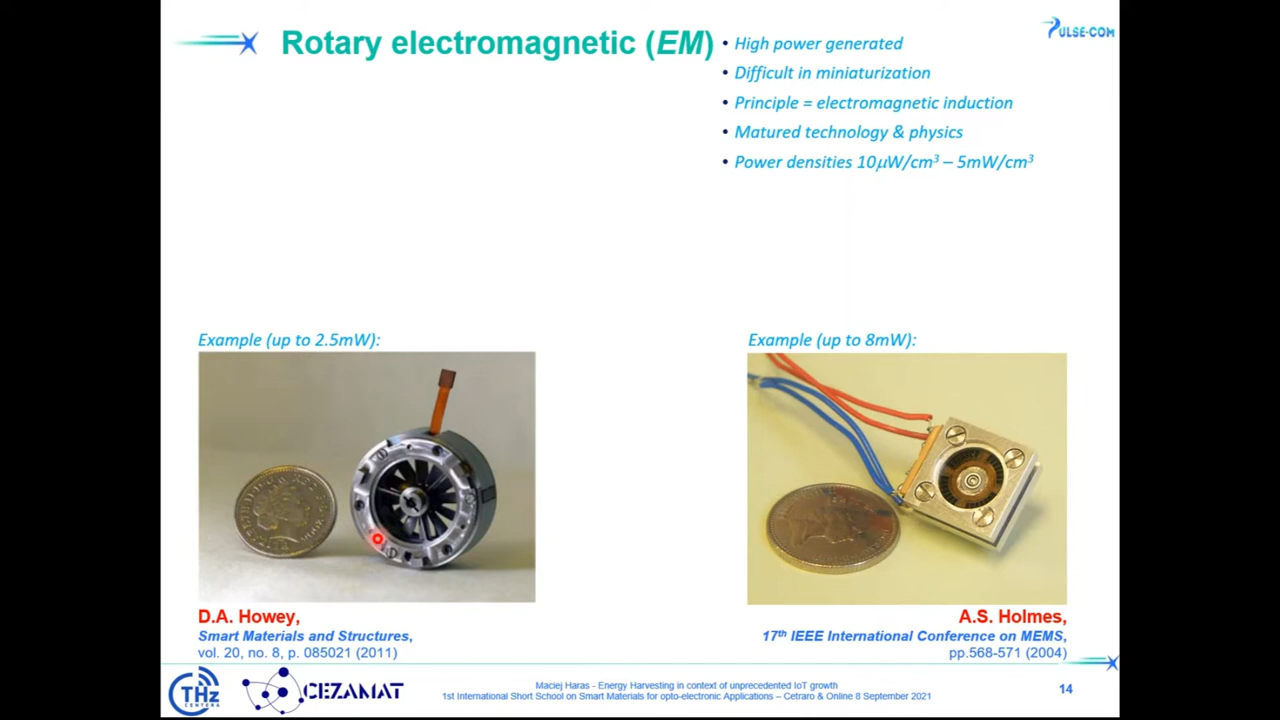 Rotary electromagnetic (EM)
PULSE-COM
• High power generated
• Difficult in miniaturization
• Principle = electromagnetic induction
• Matured technology & physics
• Power densities 10μW/cm³ – 5mW/cm³
Example (up to 2.5mW):
Example (up to 8mW):
D.A. Howey,
Smart Materials and Structures,
vol. 20, no. 8, p. 085021 (2011)
A.S. Holmes,
17th IEEE International Conference on MEMS,
pp.568-571 (2004)
THz
CENTERA
CEZAMAT
Maciej Haras - Energy Harvesting in context of unprecedented IoT growth
1st International Short School on Smart Materials for opto-electronic Applications – Cetraro & Online 8 September 2021
14